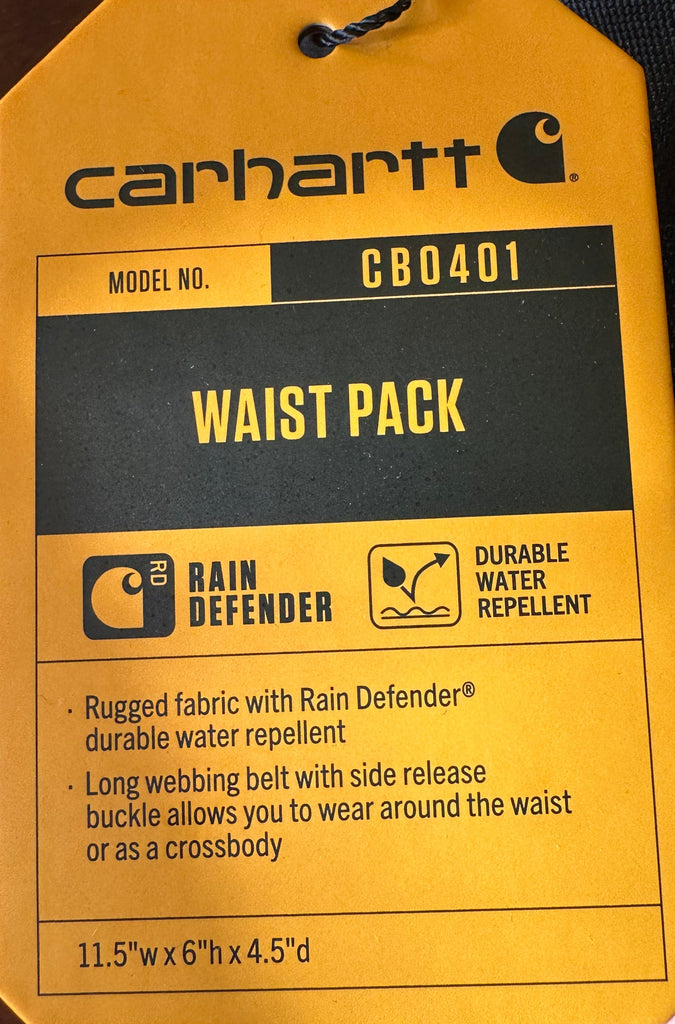 carhartt
®
MODEL NO.
CB0401
WAIST PACK
RD
RAIN
DEFENDER
DURABLE
WATER
REPELLENT
· Rugged fabric with Rain Defender®
durable water repellent
· Long webbing belt with side release
buckle allows you to wear around the waist
or as a crossbody
11.5"w x 6"h x 4.5"d